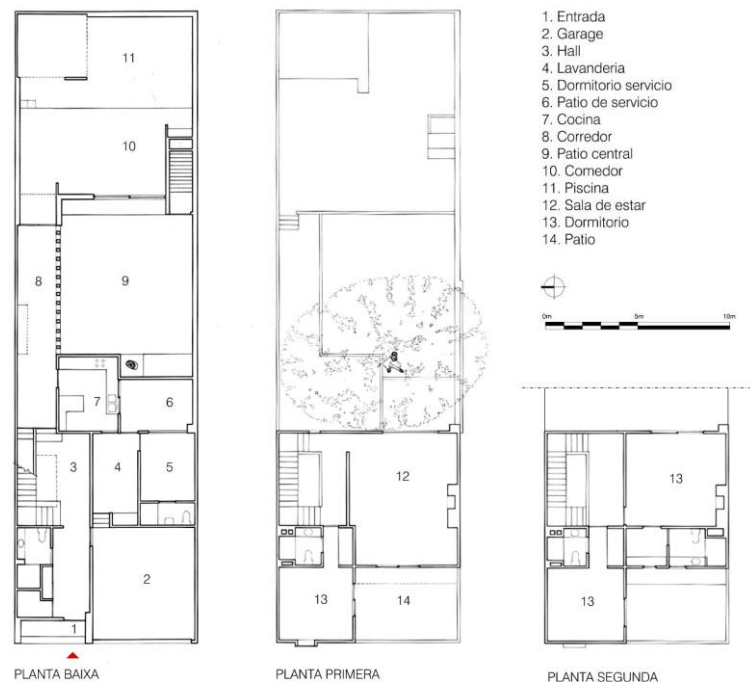 1. Entrada
2. Garage
3. Hall
4. Lavanderia
5. Dormitorio servicio
6. Patio de servicio
7. Cocina
8. Corredor
9. Patio central
10. Comedor
11. Piscina
12. Sala de estar
13. Dormitorio
14. Patio
0m 5m 10m
11
10
8 9
7 6
3 4 5
2
1
12
13 14
13
13
PLANTA BAIXA
PLANTA PRIMERA
PLANTA SEGUNDA